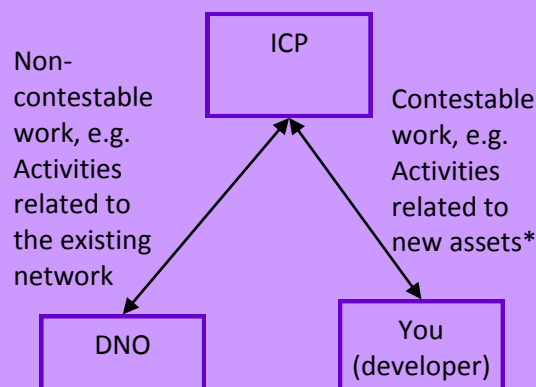 ICP
Non-
contestable
work, e.g.
Activities
related to
the existing
network
Contestable
work, e.g.
Activities
related to
new assets*
DNO
You
(developer)